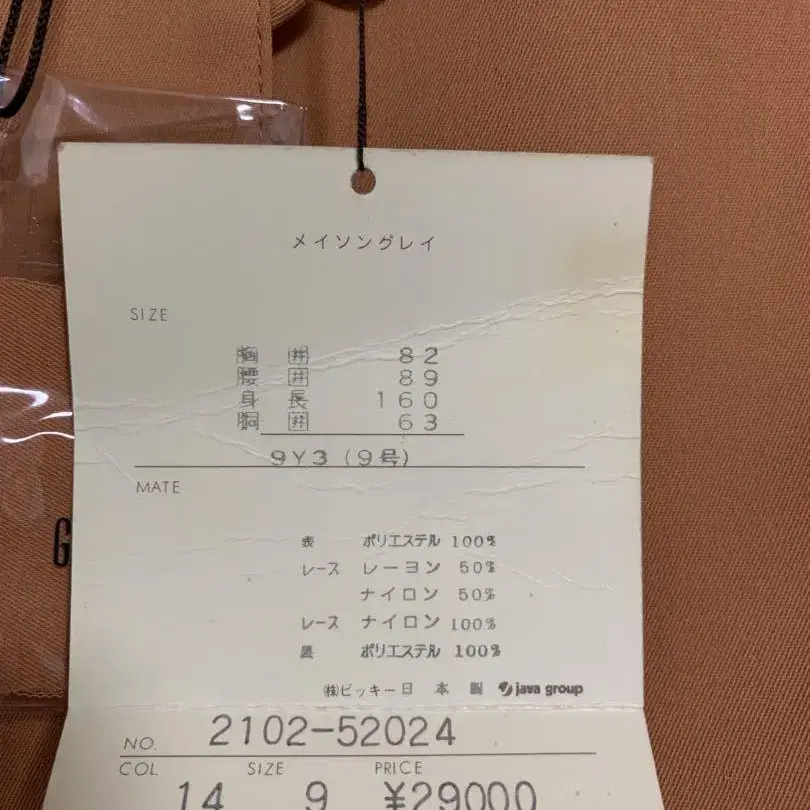 メイソングレイ
SIZE
胸囲 82
腰囲 89
身長 160
胴囲 63
9Y3(9号)
MATE
表 ポリエステル 100%
レース レーヨン 50%
ナイロン 50%
レース ナイロン 100%
裏 ポリエステル 100%
㈱ビッキー日本製 java group
NO. 2102-52024
COL. SIZE PRICE
14 9 ¥29000
G